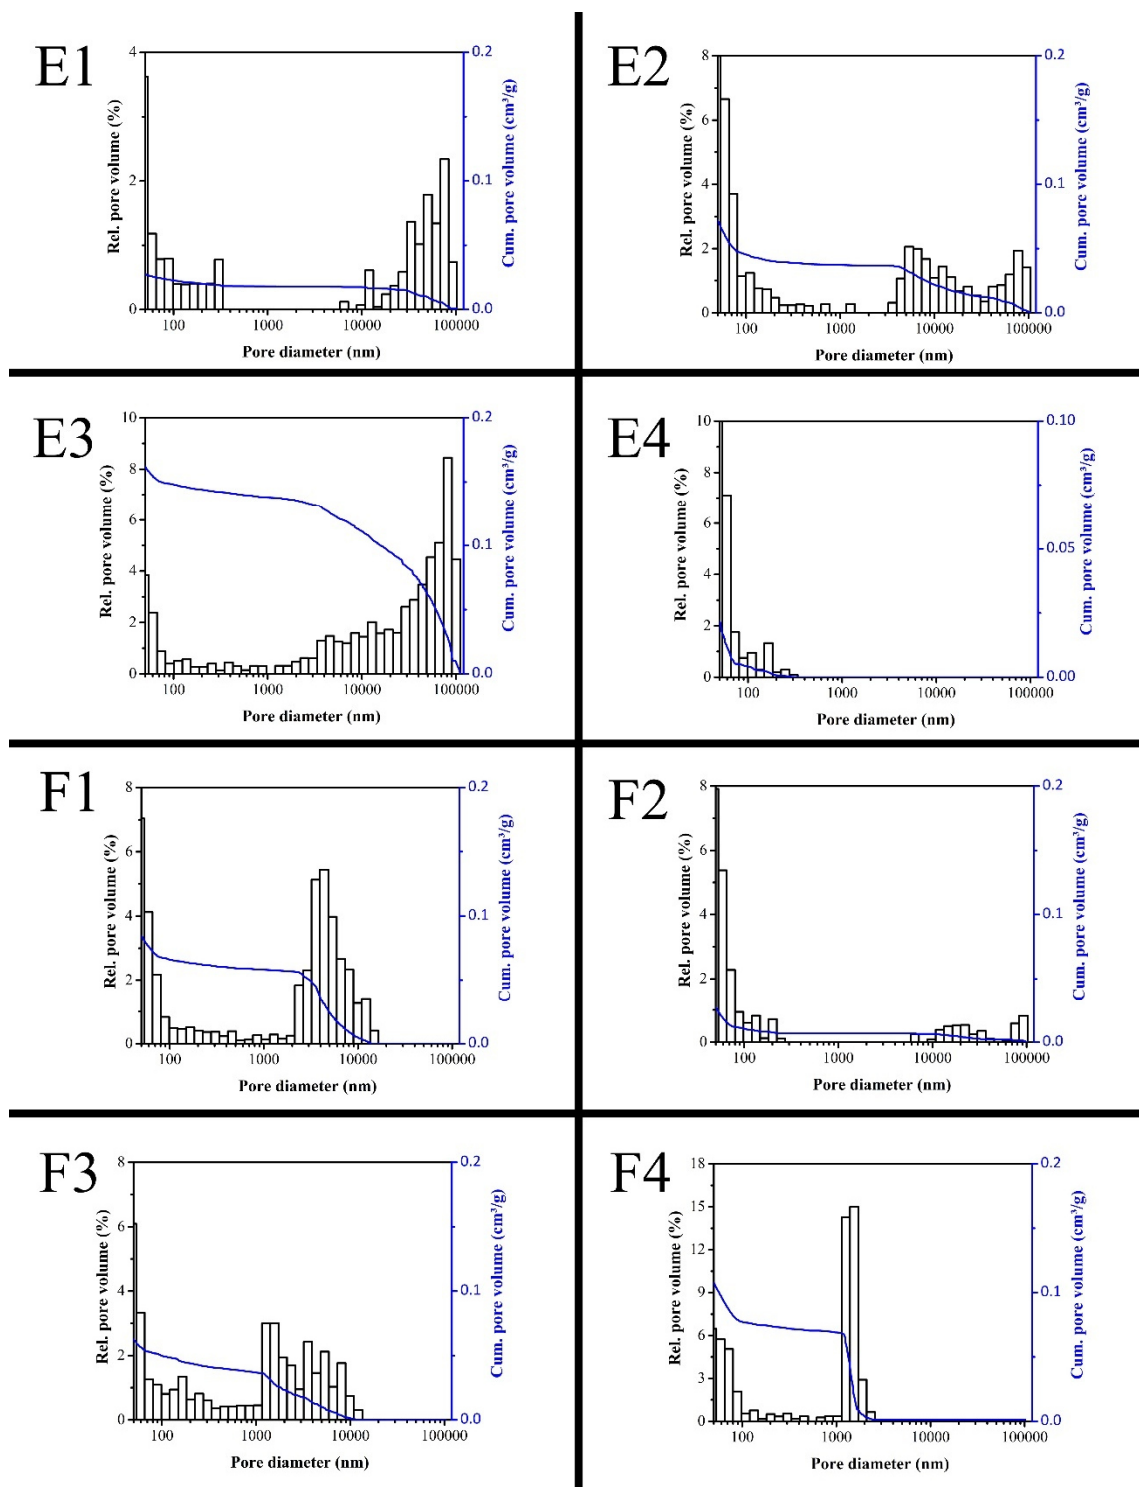 E1
4
2
0
Rel. pore volume (%)
0.2
0.1
0.0
Cum. pore volume (cm³/g)
100 1000 10000 100000
Pore diameter (nm)
E2
8
6
4
2
0
Rel. pore volume (%)
0.2
0.1
0.0
Cum. pore volume (cm³/g)
100 1000 10000 100000
Pore diameter (nm)
E3
10
8
6
4
2
0
Rel. pore volume (%)
0.2
0.1
0.0
Cum. pore volume (cm³/g)
100 1000 10000 100000
Pore diameter (nm)
E4
10
8
6
4
2
0
Rel. pore volume (%)
0.10
0.05
0.00
Cum. pore volume (cm³/g)
100 1000 10000 100000
Pore diameter (nm)
F1
8
6
4
2
0
Rel. pore volume (%)
0.2
0.1
0.0
Cum. pore volume (cm³/g)
100 1000 10000 100000
Pore diameter (nm)
F2
8
6
4
2
0
Rel. pore volume (%)
0.2
0.1
0.0
Cum. pore volume (cm³/g)
100 1000 10000 100000
Pore diameter (nm)
F3
8
6
4
2
0
Rel. pore volume (%)
0.2
0.1
0.0
Cum. pore volume (cm³/g)
100 1000 10000 100000
Pore diameter (nm)
F4
18
15
12
9
6
3
0
Rel. pore volume (%)
0.2
0.1
0.0
Cum. pore volume (cm³/g)
100 1000 10000 100000
Pore diameter (nm)